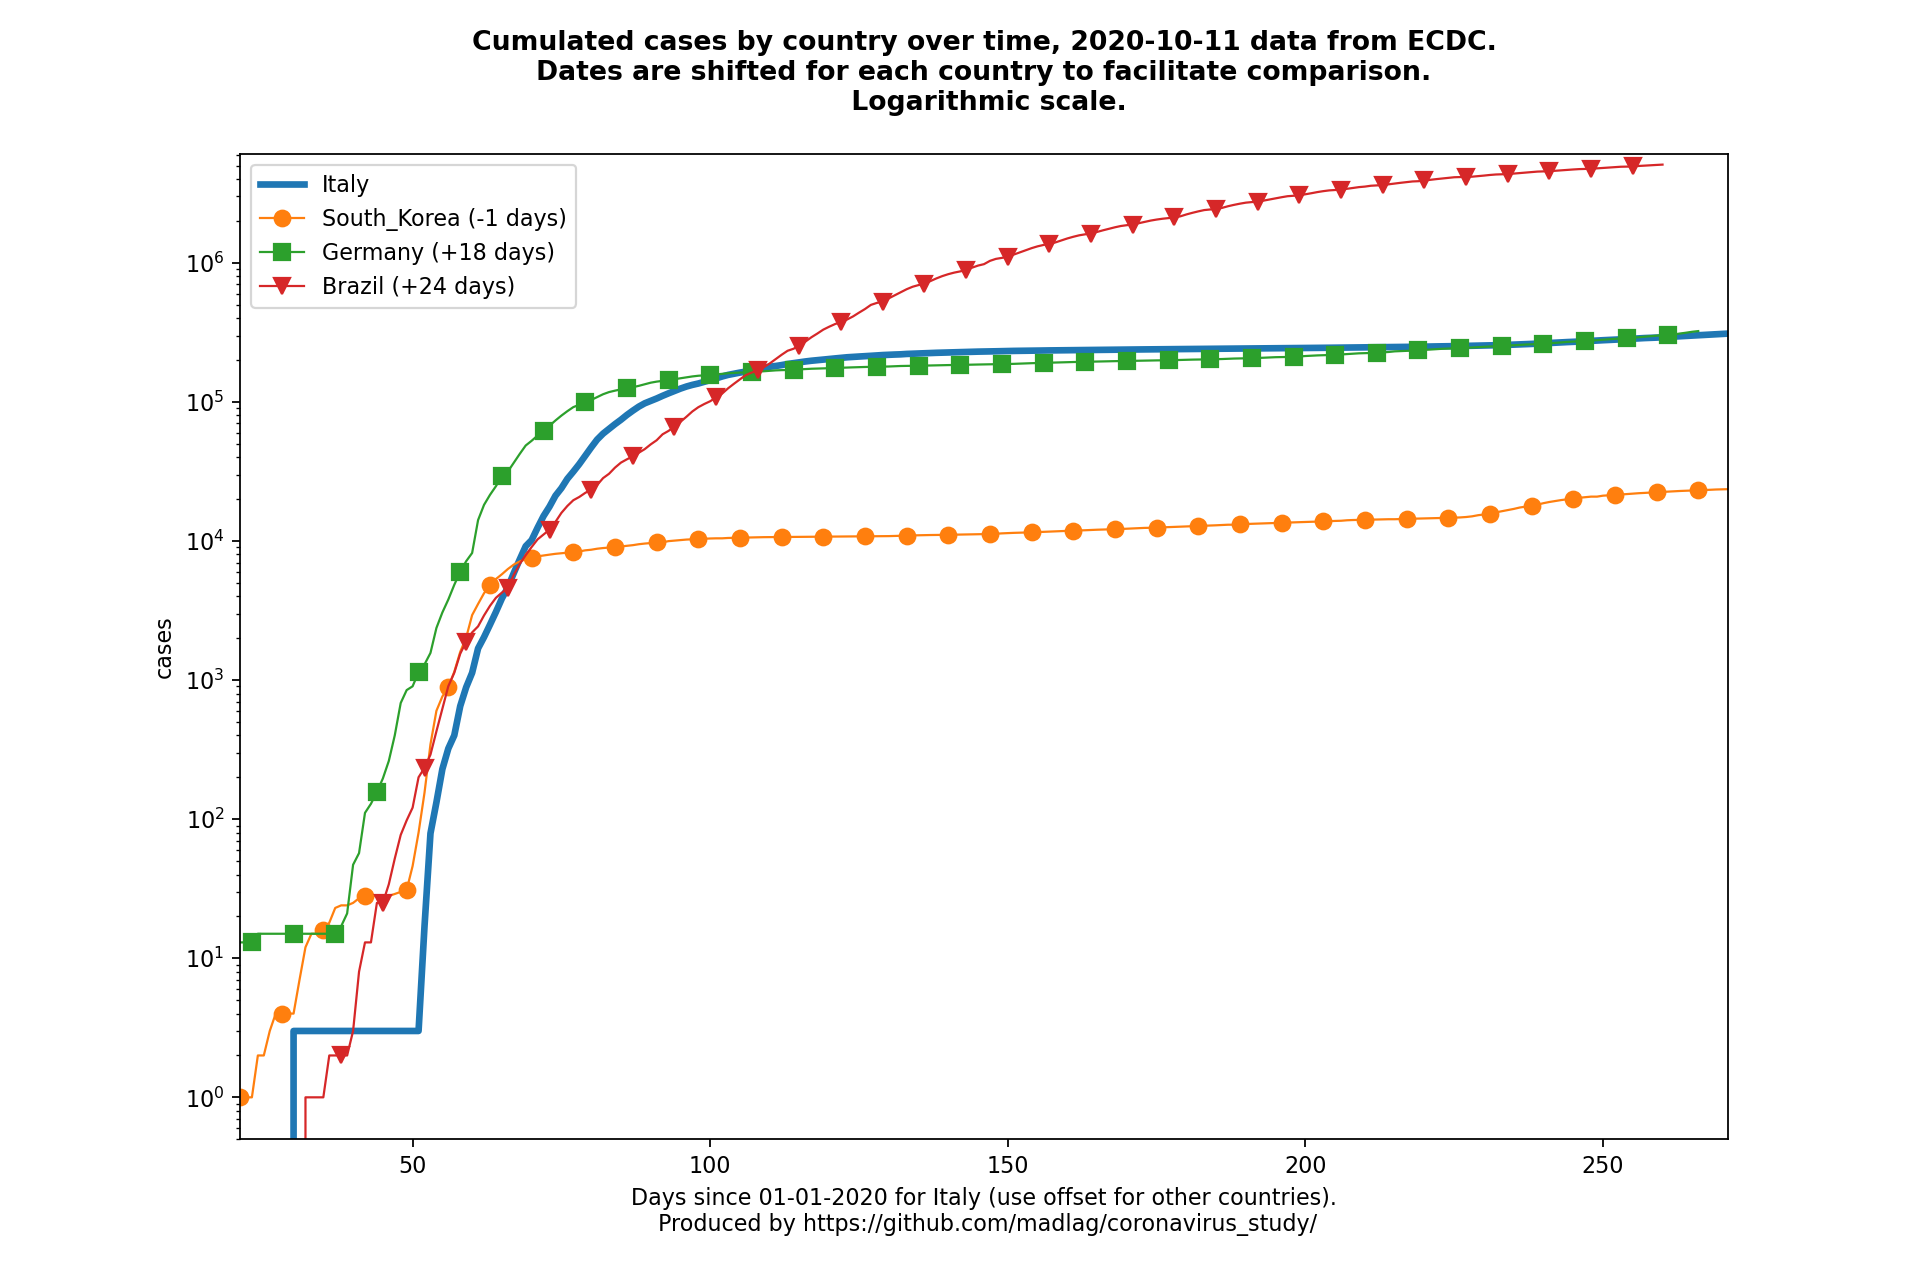 Cumulated cases by country over time, 2020-10-11 data from ECDC.
Dates are shifted for each country to facilitate comparison.
Logarithmic scale.
Italy
South_Korea (-1 days)
Germany (+18 days)
Brazil (+24 days)
cases
10⁶
10⁵
10⁴
10³
10²
10¹
10⁰
50 100 150 200 250
Days since 01-01-2020 for Italy (use offset for other countries).
Produced by https://github.com/madlag/coronavirus_study/